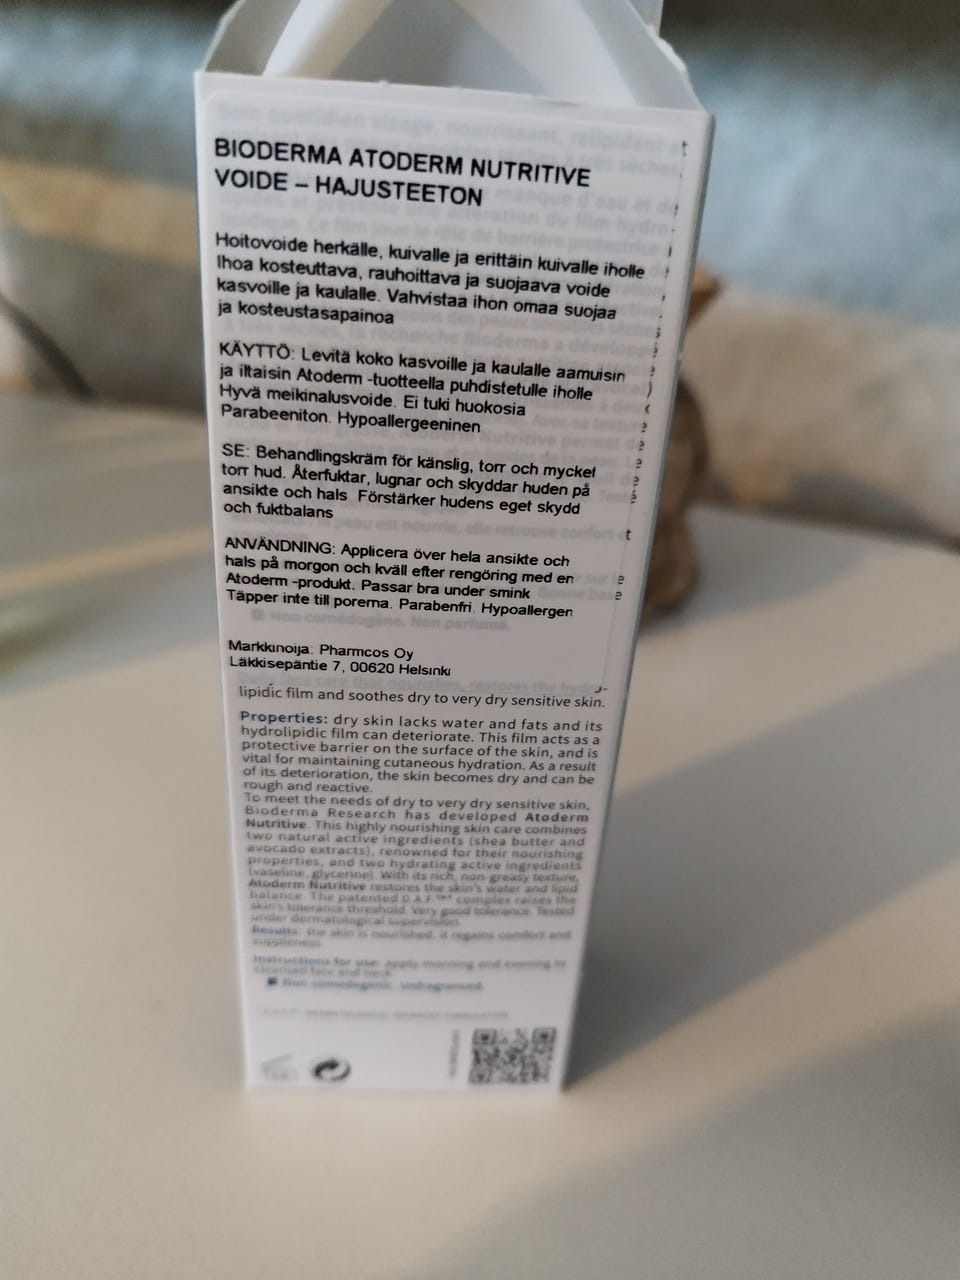 BIODERMA ATODERM NUTRITIVE
VOIDE – HAJUSTEETON
Hoitovoide herkälle, kuivalle ja erittäin kuivalle iholle
Ihoa kosteuttava, rauhoittava ja suojaava voide
kasvoille ja kaulalle. Vahvistaa ihon omaa suojaa
ja kosteustasapainoa
KÄYTTÖ: Levitä koko kasvoille ja kaulalle aamuisin
ja iltaisin Atoderm -tuotteella puhdistetulle iholle
Hyvä meikinalusvoide. Ei tuki huokosia
Parabeeniton. Hypoallergeeninen
SE: Behandlingskräm för känslig, torr och mycket
torr hud. Återfuktar, lugnar och skyddar huden på
ansikte och hals Förstärker hudens eget skydd
och fuktbalans
ANVÄNDNING: Applicera över hela ansikte och
hals på morgon och kväll efter rengöring med en
Atoderm -produkt. Passar bra under smink
Täpper inte till porerna. Parabenfri. Hypoallergen
Markkinoija: Pharmcos Oy
Läkkisepäntie 7, 00620 Helsinki
lipidic film and soothes dry to very dry sensitive skin.
Properties: dry skin lacks water and fats and its
hydrolipidic film can deteriorate. This film acts as a
protective barrier on the surface of the skin, and is
vital for maintaining cutaneous hydration. As a result
of its deterioration, the skin becomes dry and can be
rough and reactive.
To meet the needs of dry to very dry sensitive skin,
Bioderma Research has developed Atoderm
Nutritive. This highly nourishing skin care combines
two natural active ingredients (shea butter and
avocado extracts), renowned for their nourishing
properties, and two hydrating active ingredients
(vaseline, glycerine). With its rich, non-greasy texture,
Atoderm Nutritive restores the skin's water and lipid
balance. The patented D.A.F.™* complex raises the
skin's tolerance threshold. Very good tolerance. Tested
under dermatological supervision.
Results: the skin is nourished, it regains comfort and
suppleness.
Instructions for use: apply morning and evening to
cleansed face and neck.
Non-comedogenic. Unfragranced.